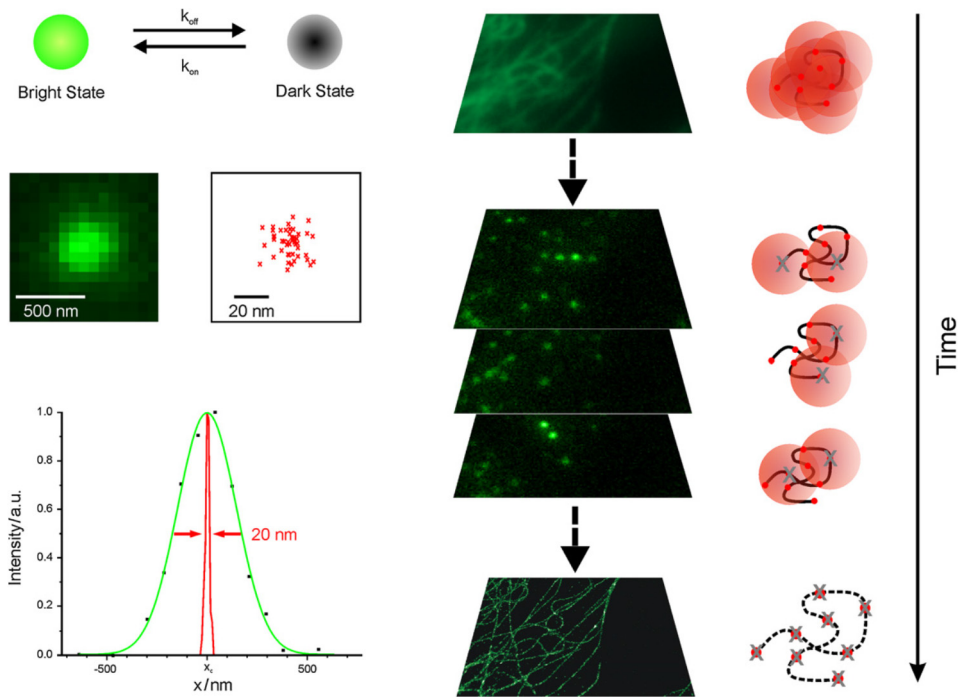 k_off
k_on
Bright State
Dark State
500 nm
20 nm
Intensity/a.u.
1.0
0.8
0.6
0.4
0.2
0.0
20 nm
-500
x_c
500
x/nm
X X
X
X
X X
X
X
X
X
X
X
X
X
X
Time